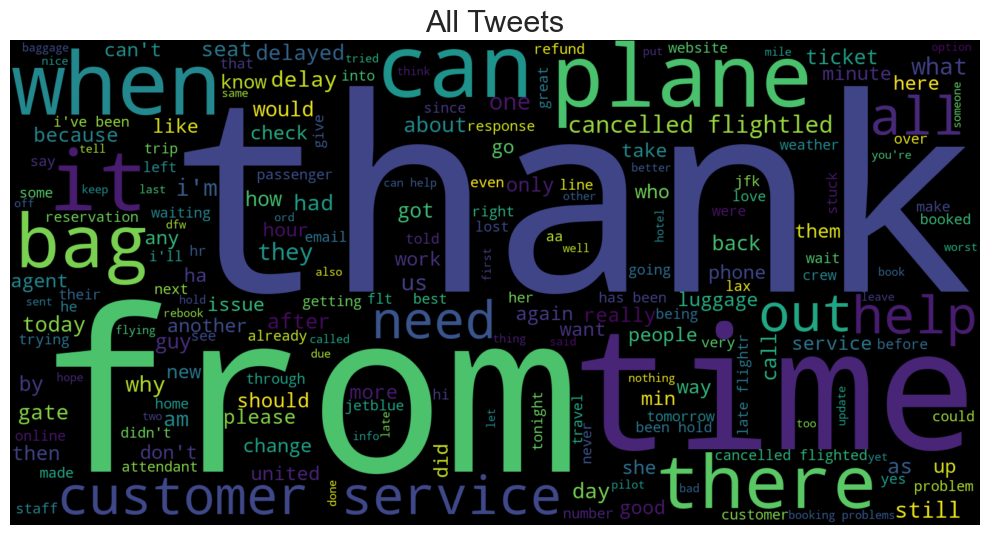 All Tweets
baggage
nice
when
can't
seat
that
know
same
delayed
delay
into
tried
think
can
since
one
refund
great
plane
website
put
mile
ticket
minute
option
what
here
someone
i've been
because
like
would
check
give
about
response
cancelled flightled
all
over
say
tell
trip
it
left
i'm
thank
passenger
go
take
weather
you're
some
keep
last
how
had
can help
even
only
line
who
better
jfk
love
stuck
make
off
reservation
waiting
dfw
ord
got
right
other
were
booked
bag
any
i'll
hour
they
email
told
work
lost
aa
well
hotel
back
them
wait
worst
agent
hr
ha
us
first
going
phone
crew
lax
book
their
he
sent
next
hold
rebook
also
issue
getting
flt
best
her
has been
luggage
leave
today
trying
flying
another
see
guy
after
already
called
due
need
again
want
thing
said
really
being
people
very
out
call
help
service
before
by
hope
why
new
from
through
should
more
jetblue
hi
let
tonight
travel
never
time
nothing
min
way
late flightr
update
gate
two
home
am
please
info
late
tomorrow
been hold
too
could
online
then
didn't
don't
change
did
made
attendant
united
done
she
cancelled flighted
yet
as
up
yes
problem
staff
customer service
day
number
pilot
good
bad
there
customer
booking problems
still